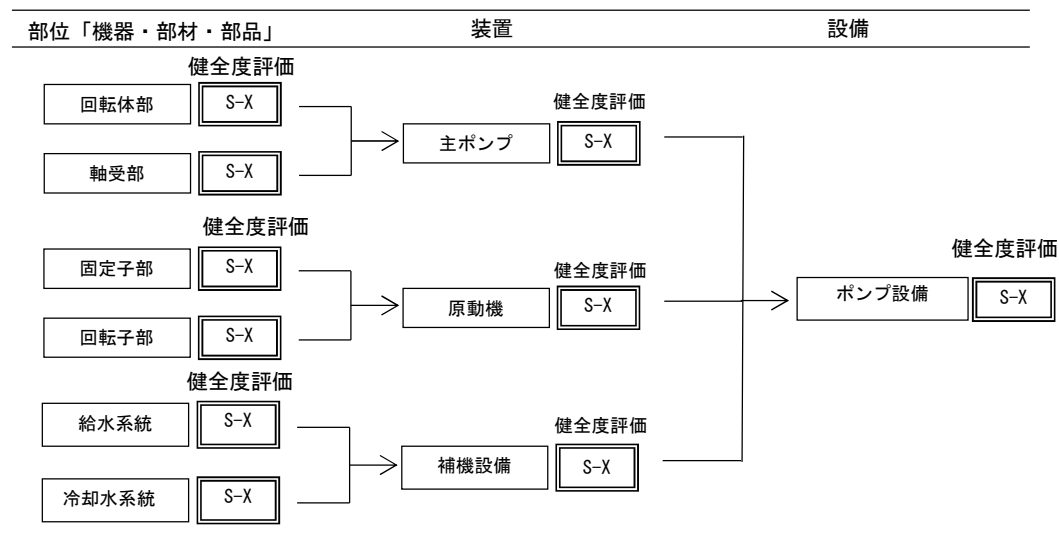 部位「機器・部材・部品」 装置 設備
健全度評価
回転体部 S-X
健全度評価
主ポンプ S-X
軸受部 S-X
健全度評価
固定子部 S-X
健全度評価
原動機 S-X
回転子部 S-X
健全度評価
ポンプ設備 S-X
健全度評価
給水系統 S-X
健全度評価
補機設備 S-X
冷却水系統 S-X